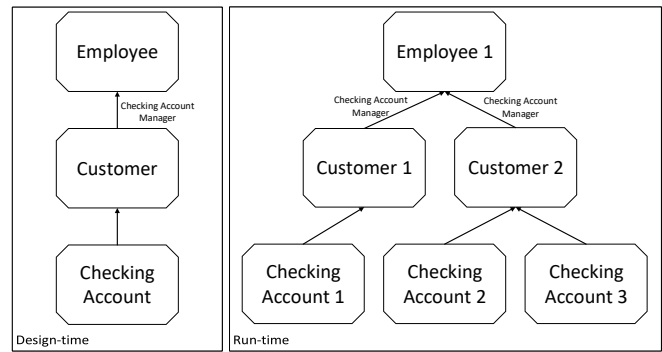 Employee
Checking Account
Manager
Customer
Checking
Account
Design-time
Employee 1
Checking Account
Manager
Checking Account
Manager
Customer 1
Customer 2
Checking
Account 1
Checking
Account 2
Checking
Account 3
Run-time